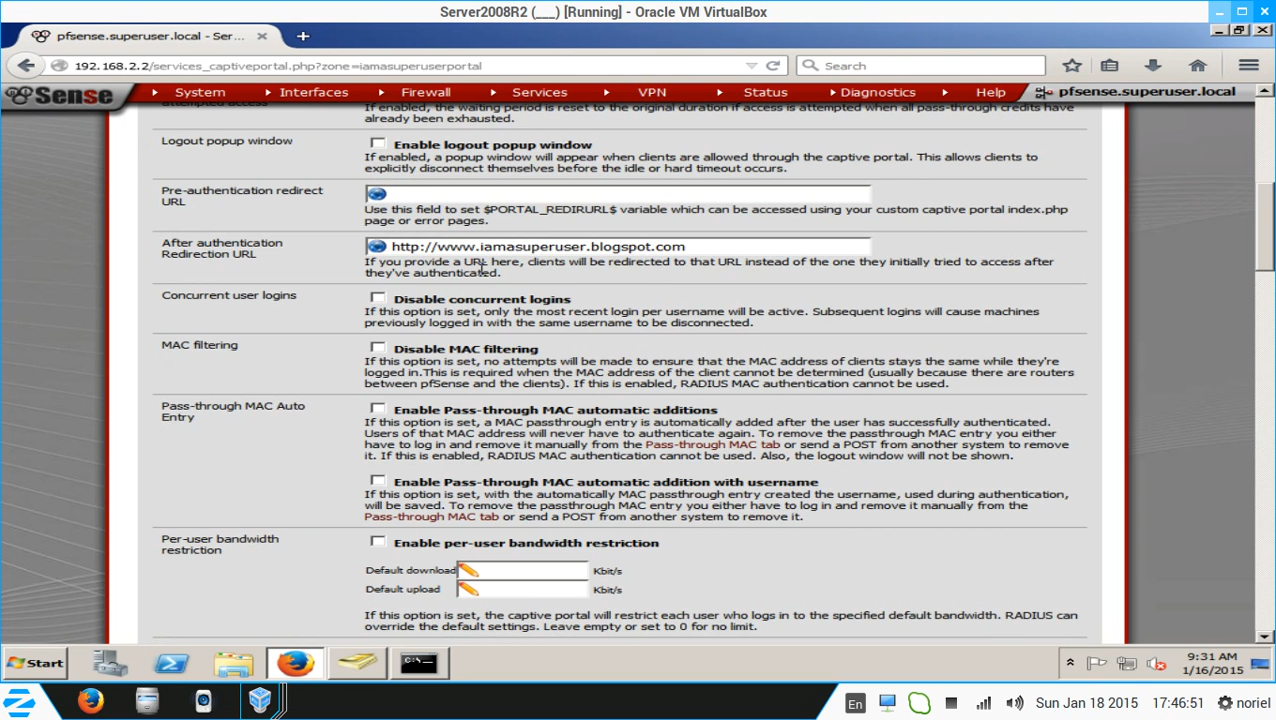 Server2008R2 (___) [Running] - Oracle VM VirtualBox
pfsense.superuser.local - Ser...
192.168.2.2/services_captiveportal.php?zone=iamasuperuserportal
Search
Sense
System
Interfaces
Firewall
Services
VPN
Status
Diagnostics
Help
pfsense.superuser.local
attempted access
If enabled, the waiting period is reset to the original duration if access is attempted when all pass-through credits have
already been exhausted.
Logout popup window
Enable logout popup window
If enabled, a popup window will appear when clients are allowed through the captive portal. This allows clients to
explicitly disconnect themselves before the idle or hard timeout occurs.
Pre-authentication redirect
URL
Use this field to set $PORTAL_REDIRURL$ variable which can be accessed using your custom captive portal index.php
page or error pages.
After authentication
Redirection URL
http://www.iamasuperuser.blogspot.com
If you provide a URL here, clients will be redirected to that URL instead of the one they initially tried to access after
they've authenticated.
Concurrent user logins
Disable concurrent logins
If this option is set, only the most recent login per username will be active. Subsequent logins will cause machines
previously logged in with the same username to be disconnected.
MAC filtering
Disable MAC filtering
If this option is set, no attempts will be made to ensure that the MAC address of clients stays the same while they're
logged in.This is required when the MAC address of the client cannot be determined (usually because there are routers
between pfSense and the clients). If this is enabled, RADIUS MAC authentication cannot be used.
Pass-through MAC Auto
Entry
Enable Pass-through MAC automatic additions
If this option is set, a MAC passthrough entry is automatically added after the user has successfully authenticated.
Users of that MAC address will never have to authenticate again. To remove the passthrough MAC entry you either
have to log in and remove it manually from the Pass-through MAC tab or send a POST from another system to remove
it. If this is enabled, RADIUS MAC authentication cannot be used. Also, the logout window will not be shown.
Enable Pass-through MAC automatic addition with username
If this option is set, with the automatically MAC passthrough entry created the username, used during authentication,
will be saved. To remove the passthrough MAC entry you either have to log in and remove it manually from the
Pass-through MAC tab or send a POST from another system to remove it.
Per-user bandwidth
restriction
Enable per-user bandwidth restriction
Default download
Kbit/s
Default upload
Kbit/s
If this option is set, the captive portal will restrict each user who logs in to the specified default bandwidth. RADIUS can
override the default settings. Leave empty or set to 0 for no limit.
Start
9:31 AM
1/16/2015
En
Sun Jan 18 2015
17:46:51
noriel